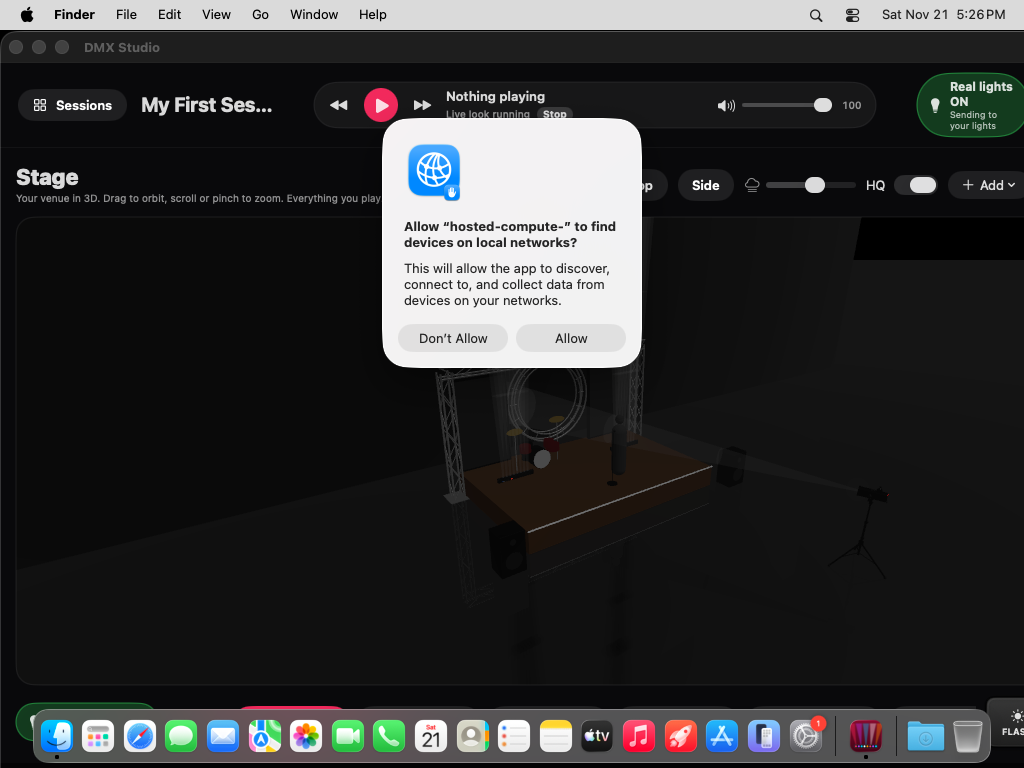 Finder File Edit View Go Window Help Sat Nov 21 5:26 PM
DMX Studio
Sessions
My First Ses...
Nothing playing
Live look running Stop
100
Real lights
ON
Sending to
your lights
Stage
Your venue in 3D. Drag to orbit, scroll or pinch to zoom. Everything you play
Side
HQ
Add
Allow “hosted-compute-” to find
devices on local networks?
This will allow the app to discover,
connect to, and collect data from
devices on your networks.
Don’t Allow
Allow
Sat
21
tv
1